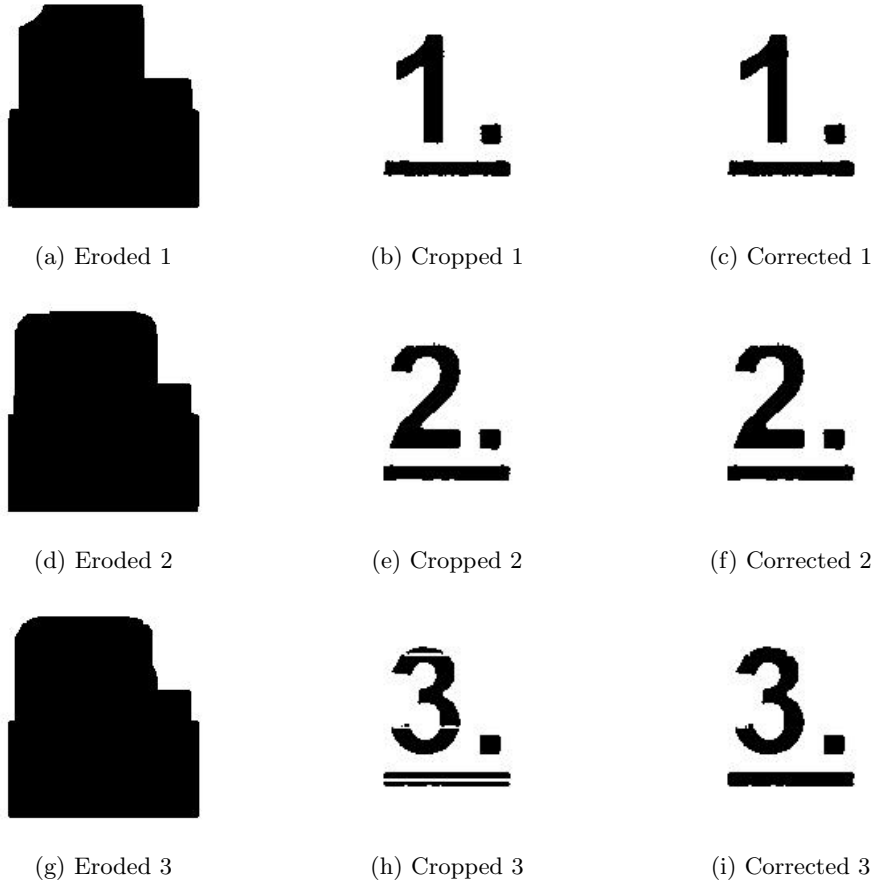 1. 1.
(a) Eroded 1 (b) Cropped 1 (c) Corrected 1
2. 2.
(d) Eroded 2 (e) Cropped 2 (f) Corrected 2
3. 3.
(g) Eroded 3 (h) Cropped 3 (i) Corrected 3